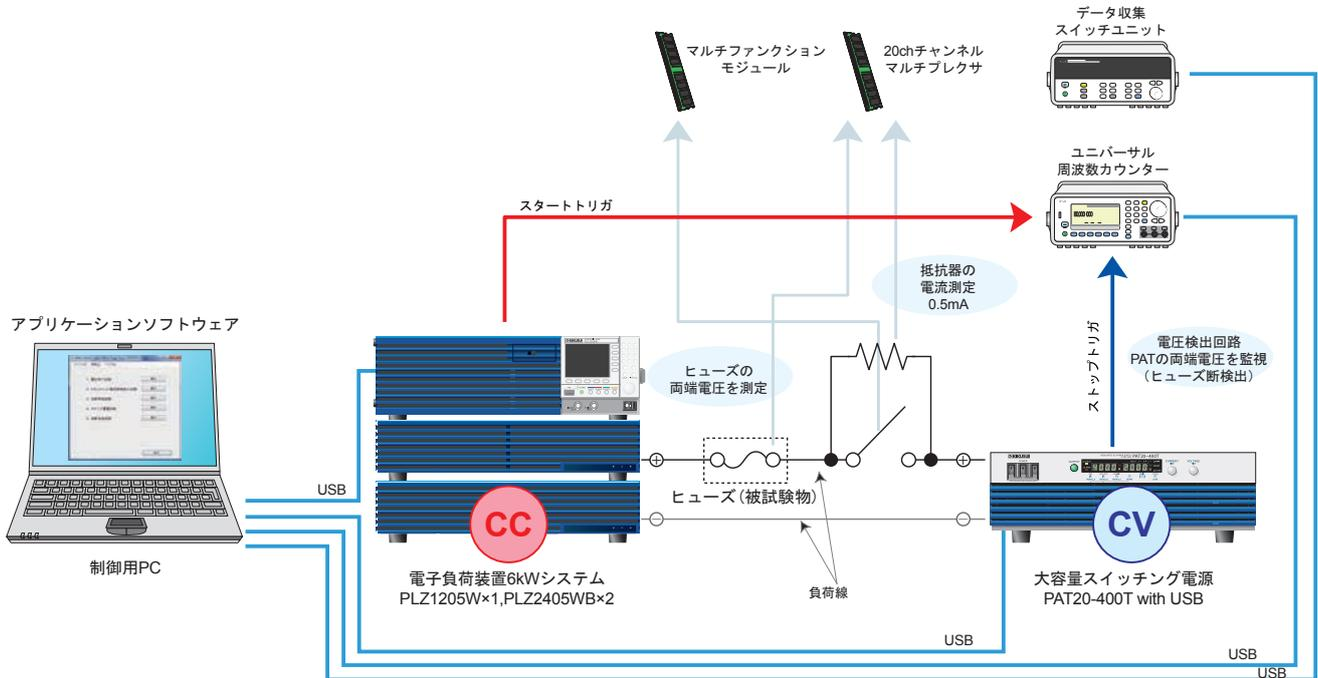 データ収集
スイッチユニット
マルチファンクション
モジュール
20chチャンネル
マルチプレクサ
ユニバーサル
周波数カウンター
スタートトリガ
抵抗器の
電流測定
0.5mA
アプリケーションソフトウェア
ヒューズの
両端電圧を測定
ストップトリガ
電圧検出回路
PATの両端電圧を監視
（ヒューズ断検出）
USB
ヒューズ（被試験物）
CC
CV
制御用PC
電子負荷装置6kWシステム
PLZ1205W×1,PLZ2405WB×2
負荷線
大容量スイッチング電源
PAT20-400T with USB
USB
USB
USB